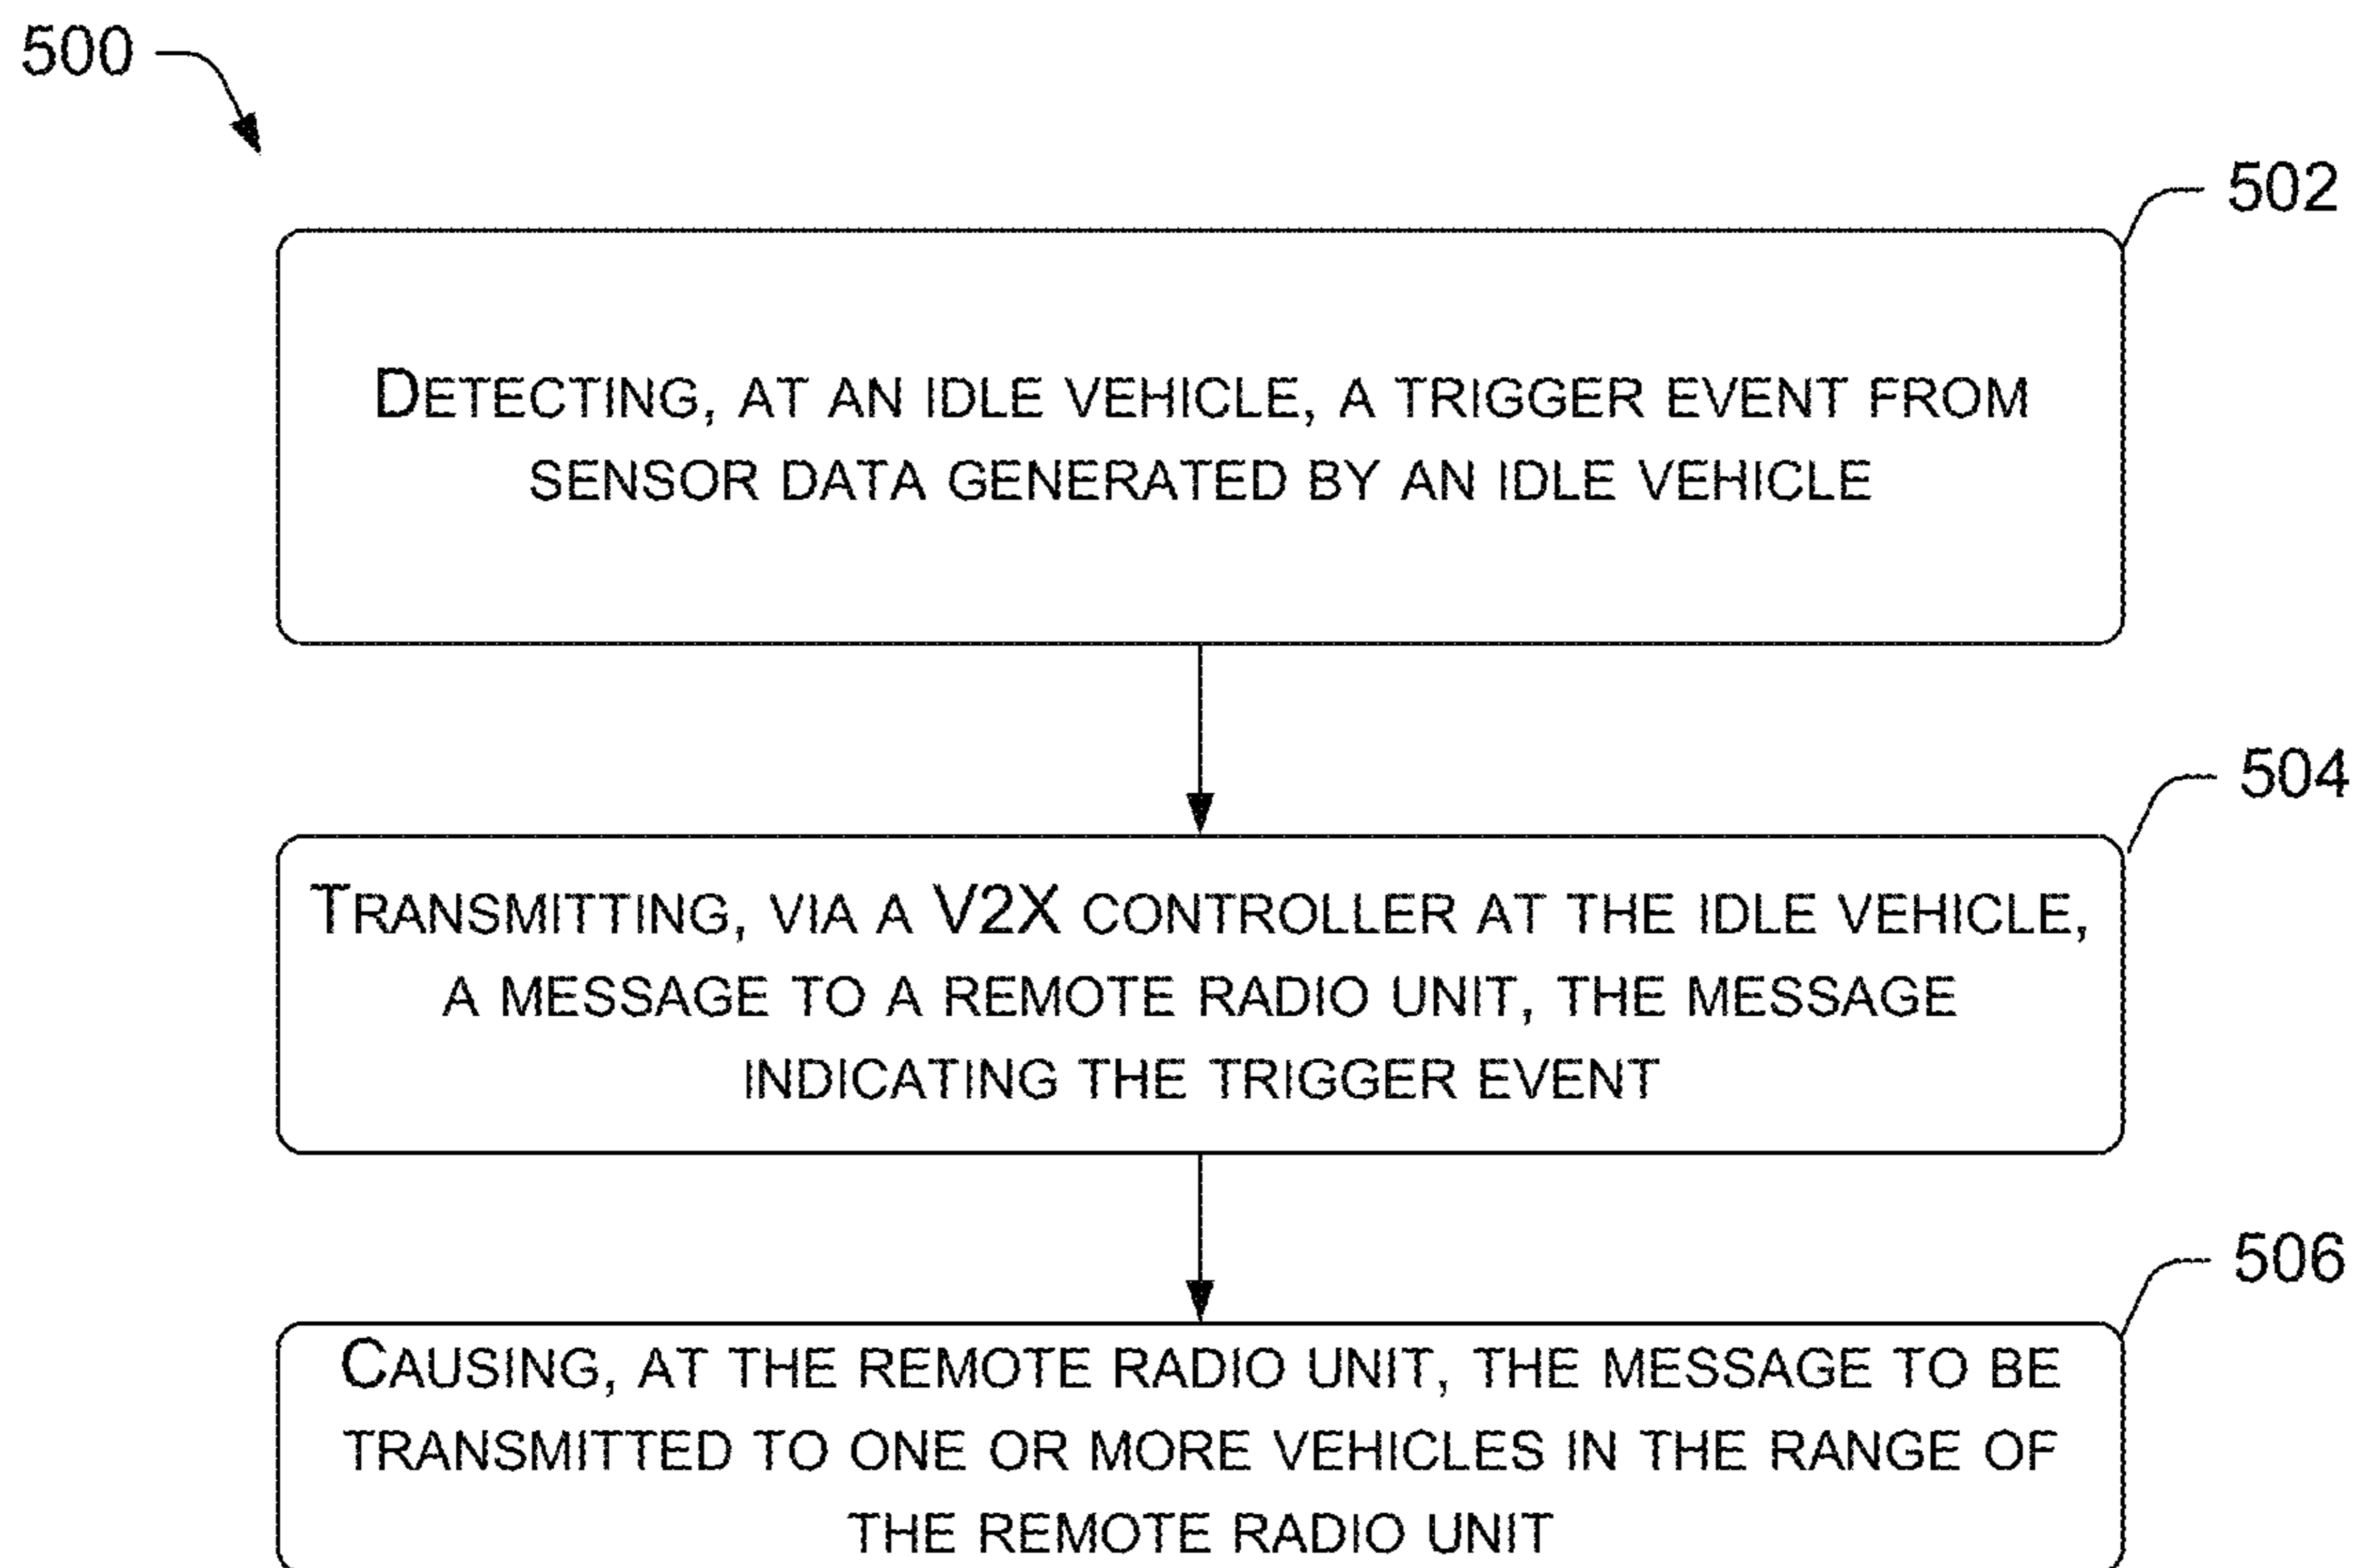 500
502
DETECTING, AT AN IDLE VEHICLE, A TRIGGER EVENT FROM
SENSOR DATA GENERATED BY AN IDLE VEHICLE
504
TRANSMITTING, VIA A V2X CONTROLLER AT THE IDLE VEHICLE,
A MESSAGE TO A REMOTE RADIO UNIT, THE MESSAGE
INDICATING THE TRIGGER EVENT
506
CAUSING, AT THE REMOTE RADIO UNIT, THE MESSAGE TO BE
TRANSMITTED TO ONE OR MORE VEHICLES IN THE RANGE OF
THE REMOTE RADIO UNIT